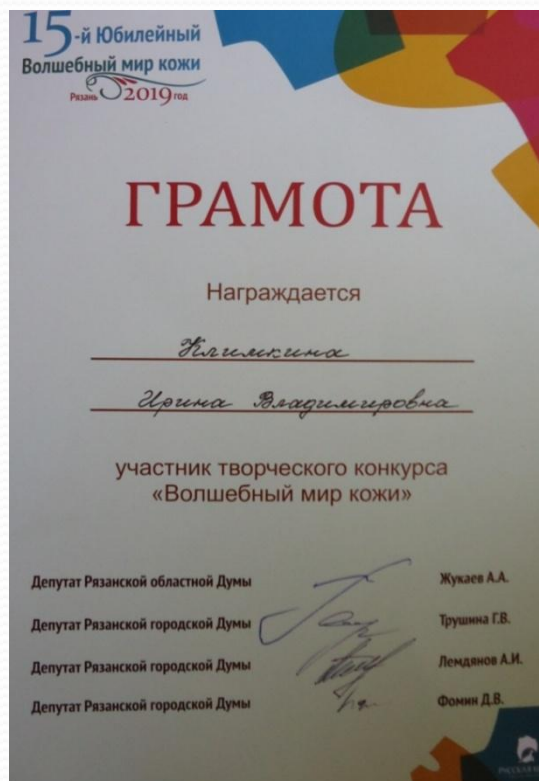 15-й Юбилейный
Волшебный мир кожи
Рязань 2019 год
ГРАМОТА
Награждается
Климкина
Ирина Владимировна
участник творческого конкурса
«Волшебный мир кожи»
Депутат Рязанской областной Думы Жукаев А.А.
Депутат Рязанской городской Думы Трушина Г.В.
Депутат Рязанской городской Думы Лемдянов А.И.
Депутат Рязанской городской Думы Фомин Д.В.